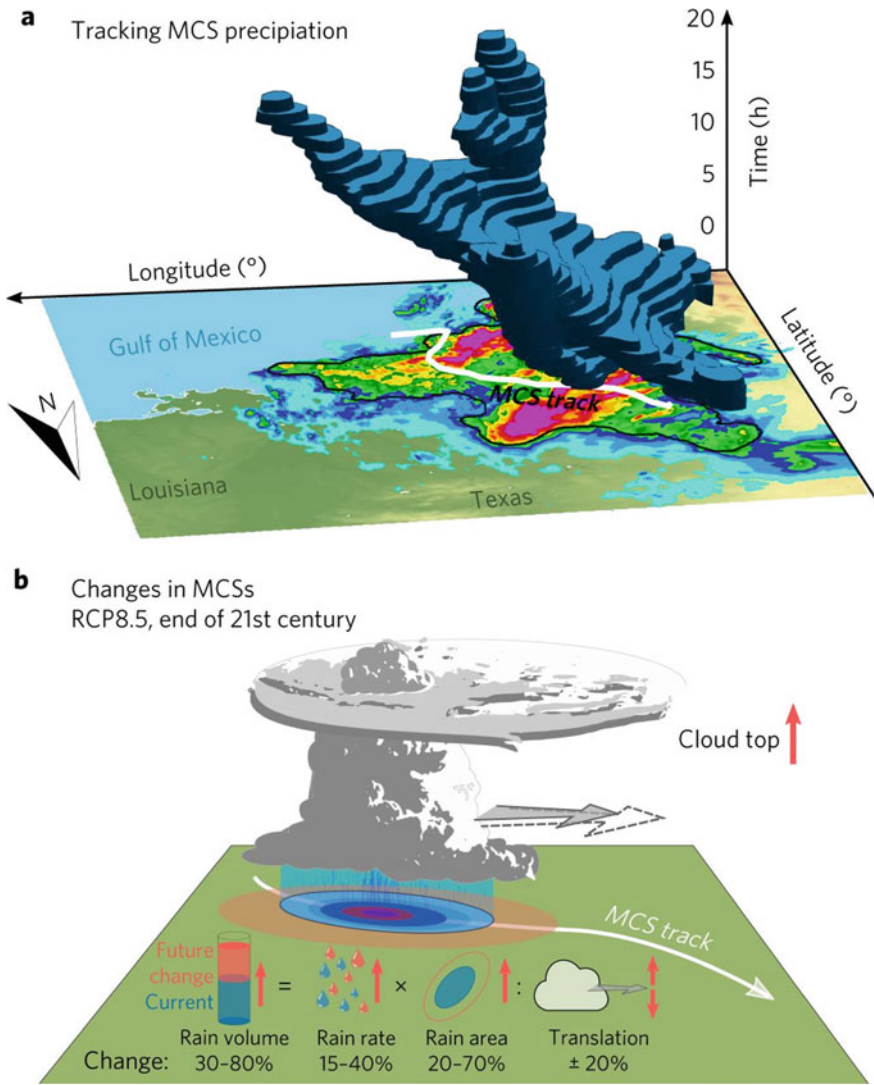 a
Tracking MCS precipiation
20
15
10
5
0
Time (h)
Longitude (°)
Latitude (°)
Gulf of Mexico
N
MCS track
Louisiana
Texas
b
Changes in MCSs
RCP8.5, end of 21st century
Cloud top
MCS track
Future
change
Current
= × :
Rain volume Rain rate Rain area Translation
Change: 30–80% 15–40% 20–70% ± 20%